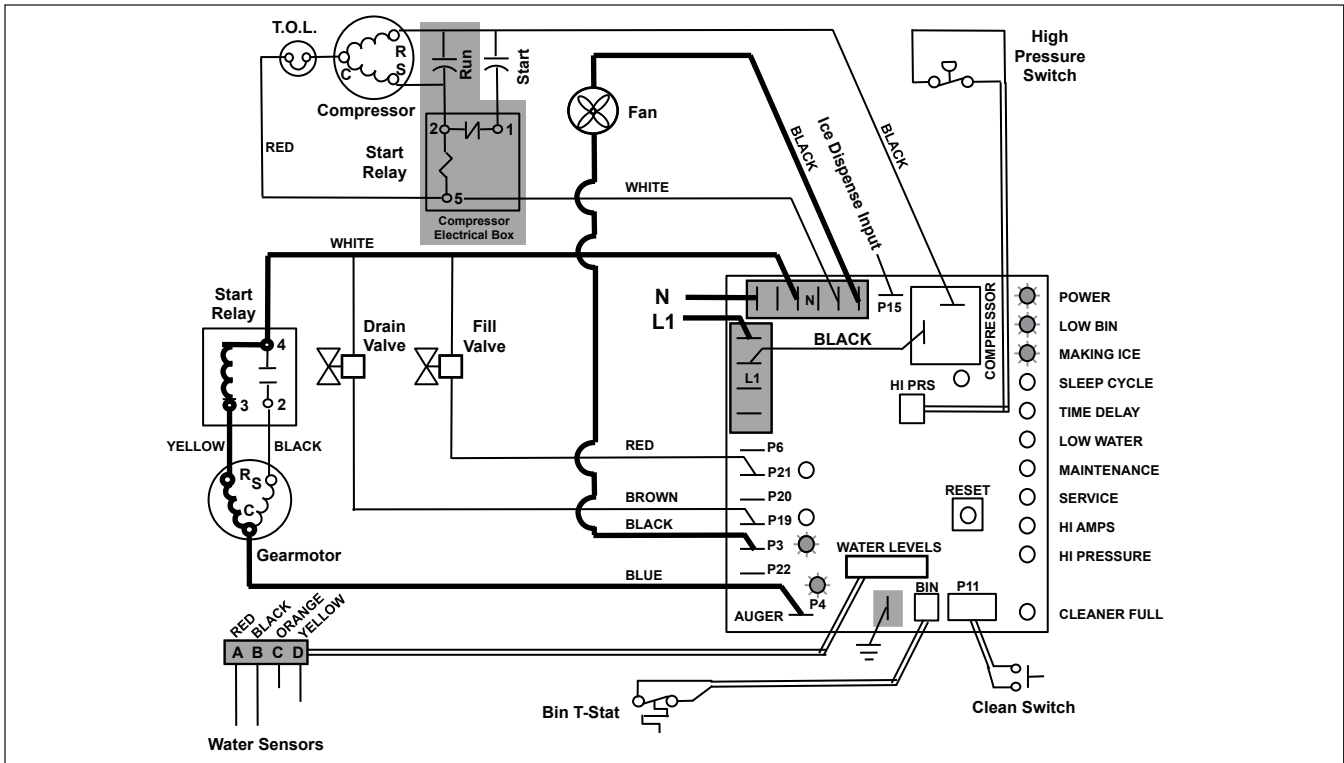 T.O.L.
R
S
C
Compressor
Run
Start
2
1
5
Start
Relay
Compressor
Electrical Box
RED
WHITE
Fan
BLACK
Ice Dispense Input
BLACK
High
Pressure
Switch
WHITE
Start
Relay
4
3
2
YELLOW
BLACK
R
S
C
Gearmotor
Drain
Valve
Fill
Valve
N
L1
N
P15
BLACK
L1
COMPRESSOR
HI PRS
RED
BROWN
BLACK
BLUE
P6
P21
P20
P19
P3
P22
P4
AUGER
WATER LEVELS
RESET
BIN
P11
POWER
LOW BIN
MAKING ICE
SLEEP CYCLE
TIME DELAY
LOW WATER
MAINTENANCE
SERVICE
HI AMPS
HI PRESSURE
CLEANER FULL
RED
BLACK
ORANGE
YELLOW
A B C D
Water Sensors
Bin T-Stat
Clean Switch